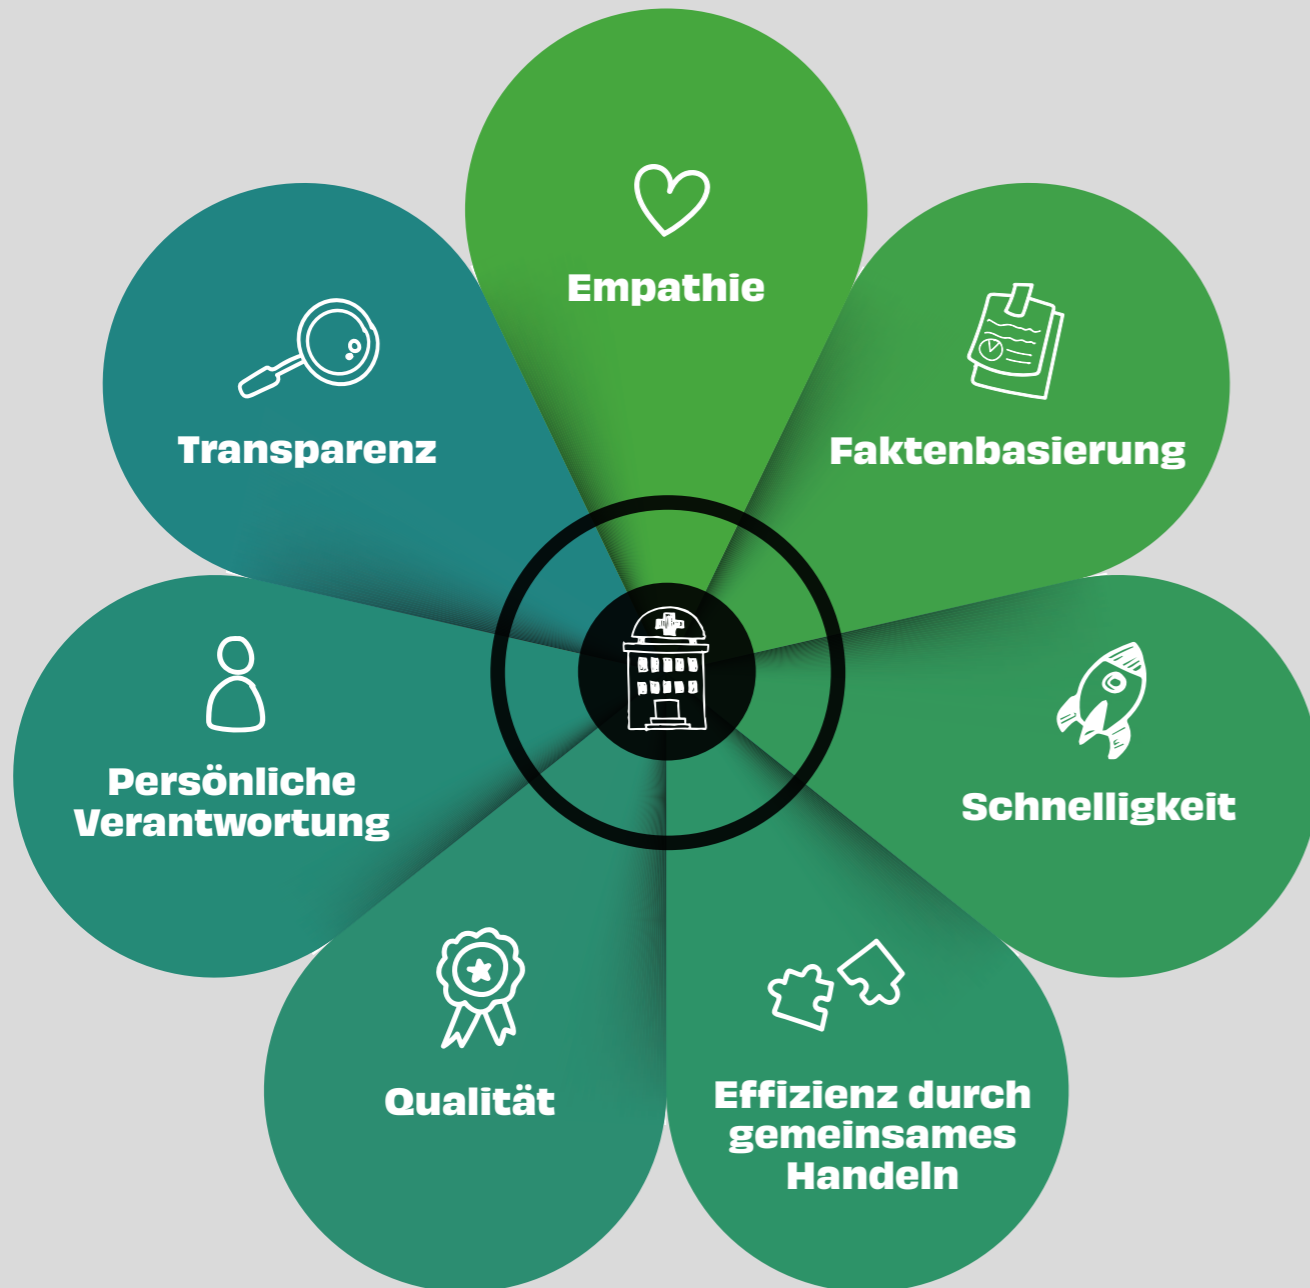 Empathie
Faktenbasierung
Schnelligkeit
Effizienz durch
gemeinsames
Handeln
Qualität
Persönliche
Verantwortung
Transparenz